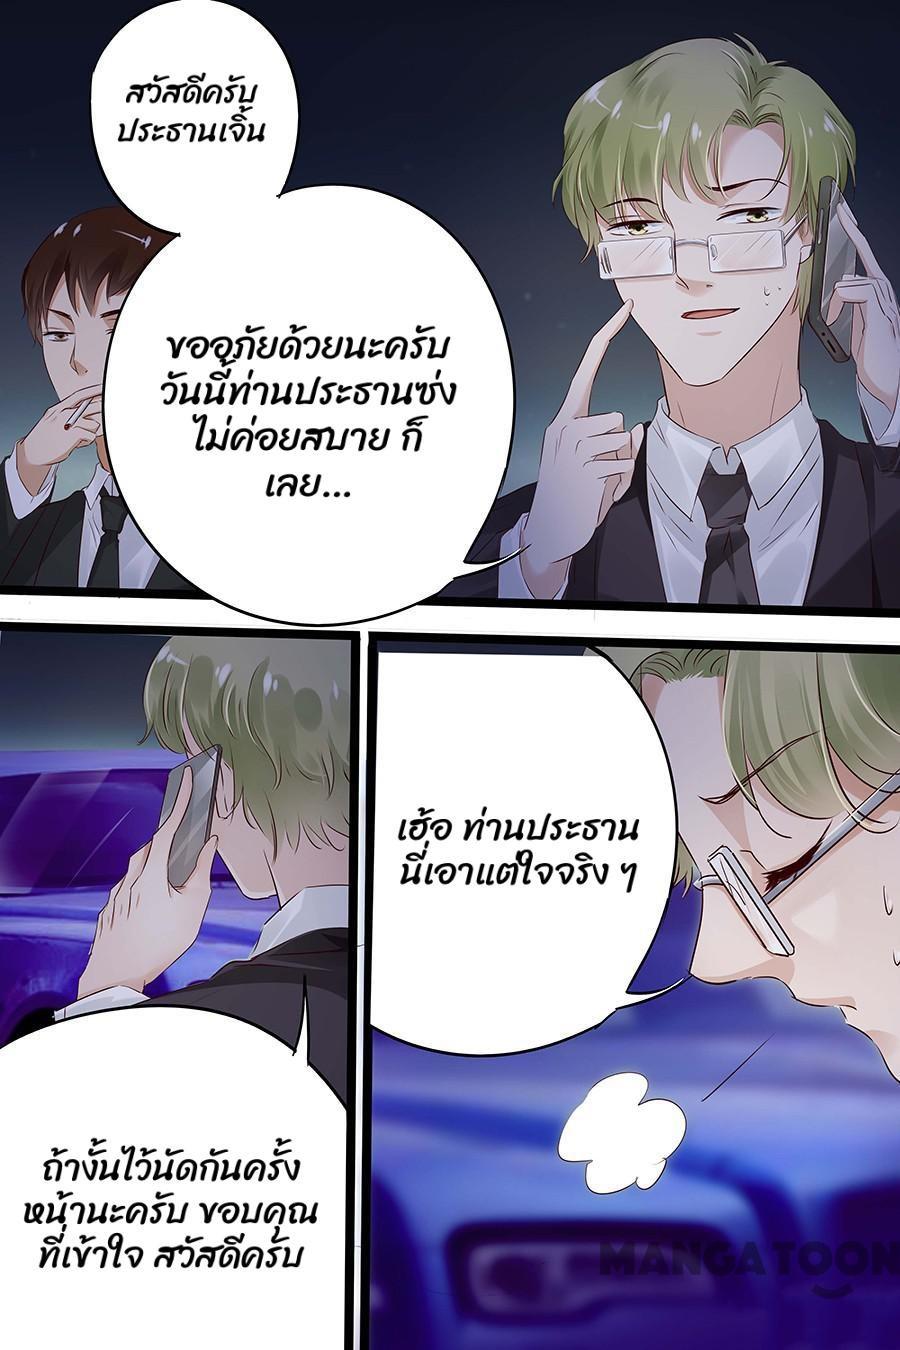 สวัสดีครับ
ประธานเจิ้น
ขออภัยด้วยนะครับ
วันนี้ท่านประธานซ่ง
ไม่ค่อยสบาย ก็
เลย...
ถ้างั้นไว้นัดกันครั้ง
หน้านะครับ ขอบคุณ
ที่เข้าใจ สวัสดีครับ
เฮ้อ ท่านประธาน
นี่เอาแต่ใจจริง ๆ
MANGATOON